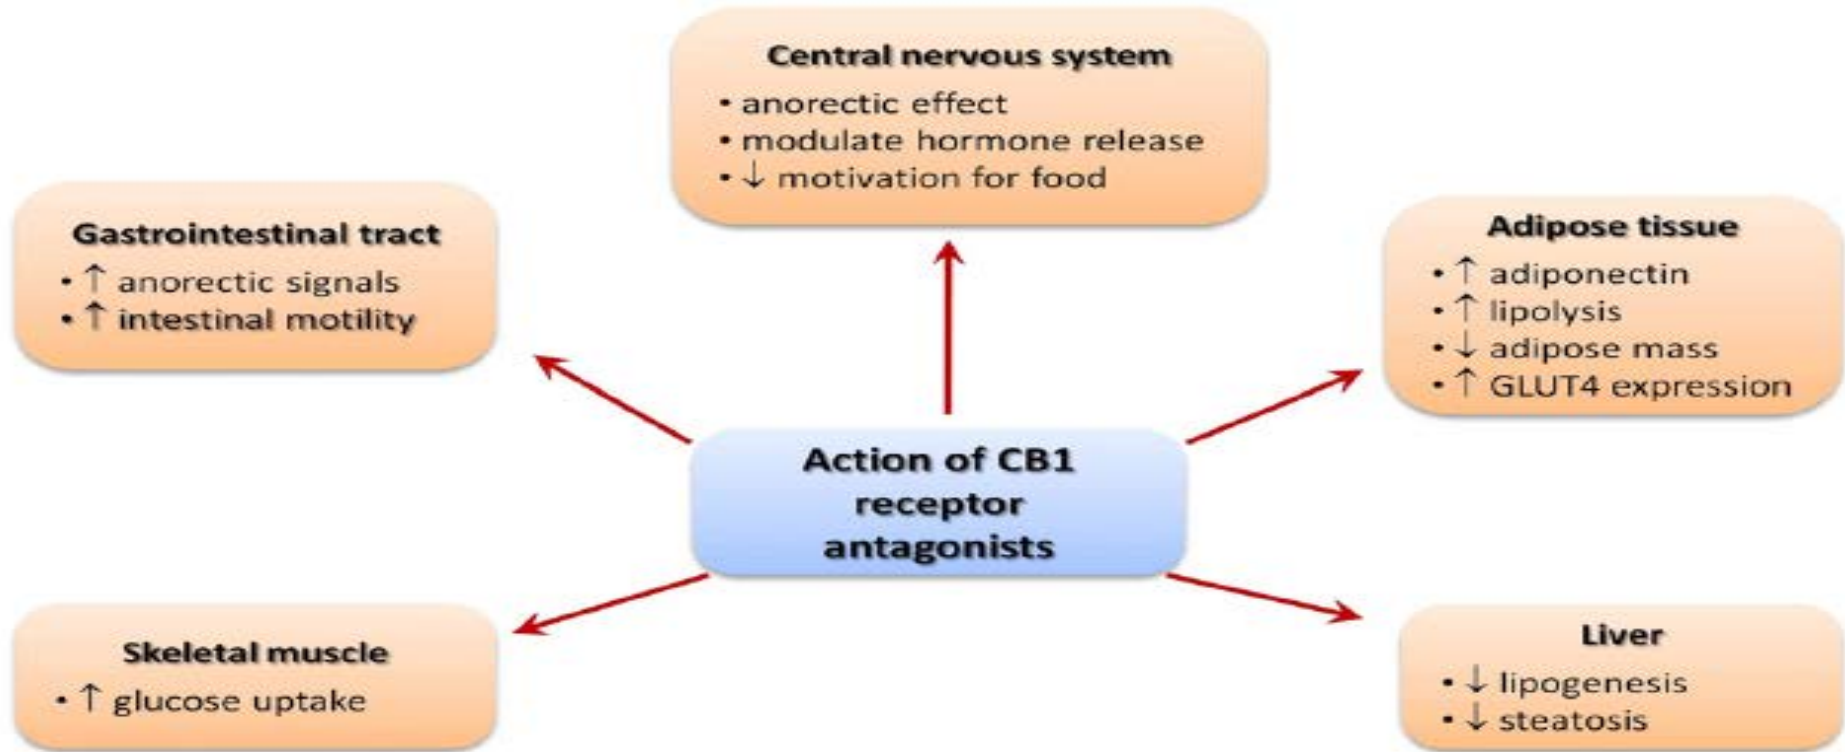 Central nervous system
• anorectic effect
• modulate hormone release
• ↓ motivation for food
Gastrointestinal tract
• ↑ anorectic signals
• ↑ intestinal motility
Adipose tissue
• ↑ adiponectin
• ↑ lipolysis
• ↓ adipose mass
• ↑ GLUT4 expression
Action of CB1
receptor
antagonists
Skeletal muscle
• ↑ glucose uptake
Liver
• ↓ lipogenesis
• ↓ steatosis